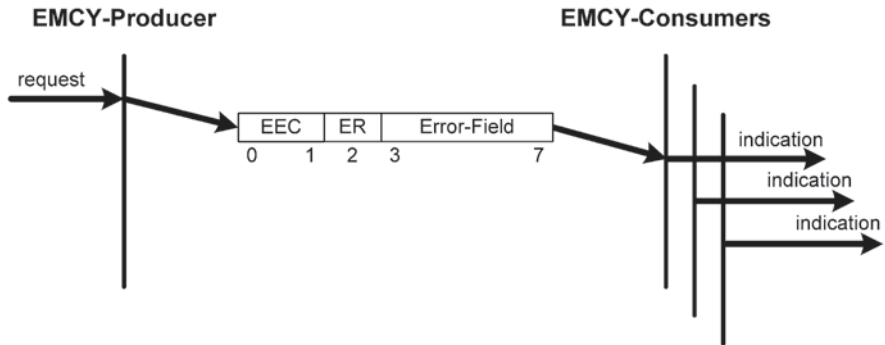 EMCY-Producer
EMCY-Consumers
request
EEC ER Error-Field
0 1 2 3 7
indication
indication
indication